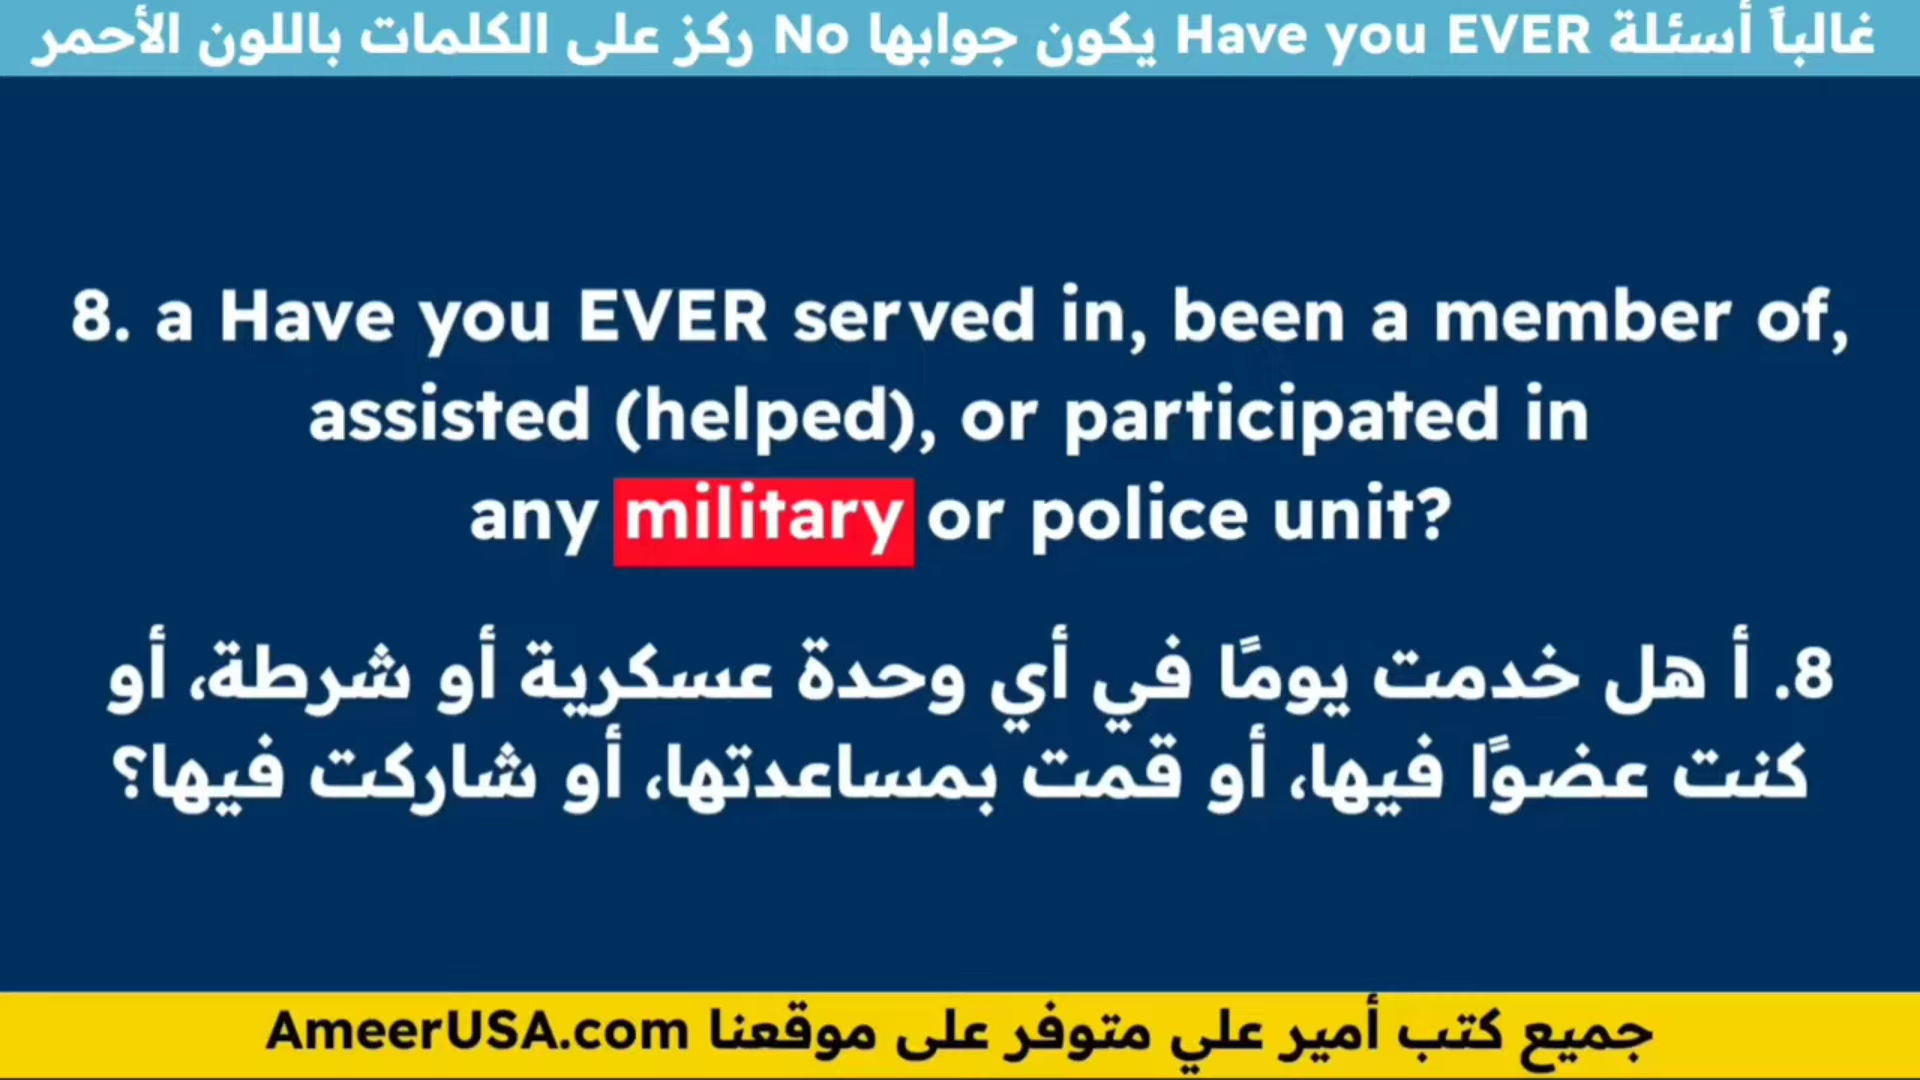 غالباً أسئلة Have you EVER يكون جوابها No ركز على الكلمات باللون الأحمر
8. a Have you EVER served in, been a member of,
assisted (helped), or participated in
any military or police unit?
8. أ هل خدمت يومًا في أي وحدة عسكرية أو شرطة، أو
كنت عضوًا فيها، أو قمت بمساعدتها، أو شاركت فيها؟
جميع كتب أمير علي متوفر على موقعنا AmeerUSA.com